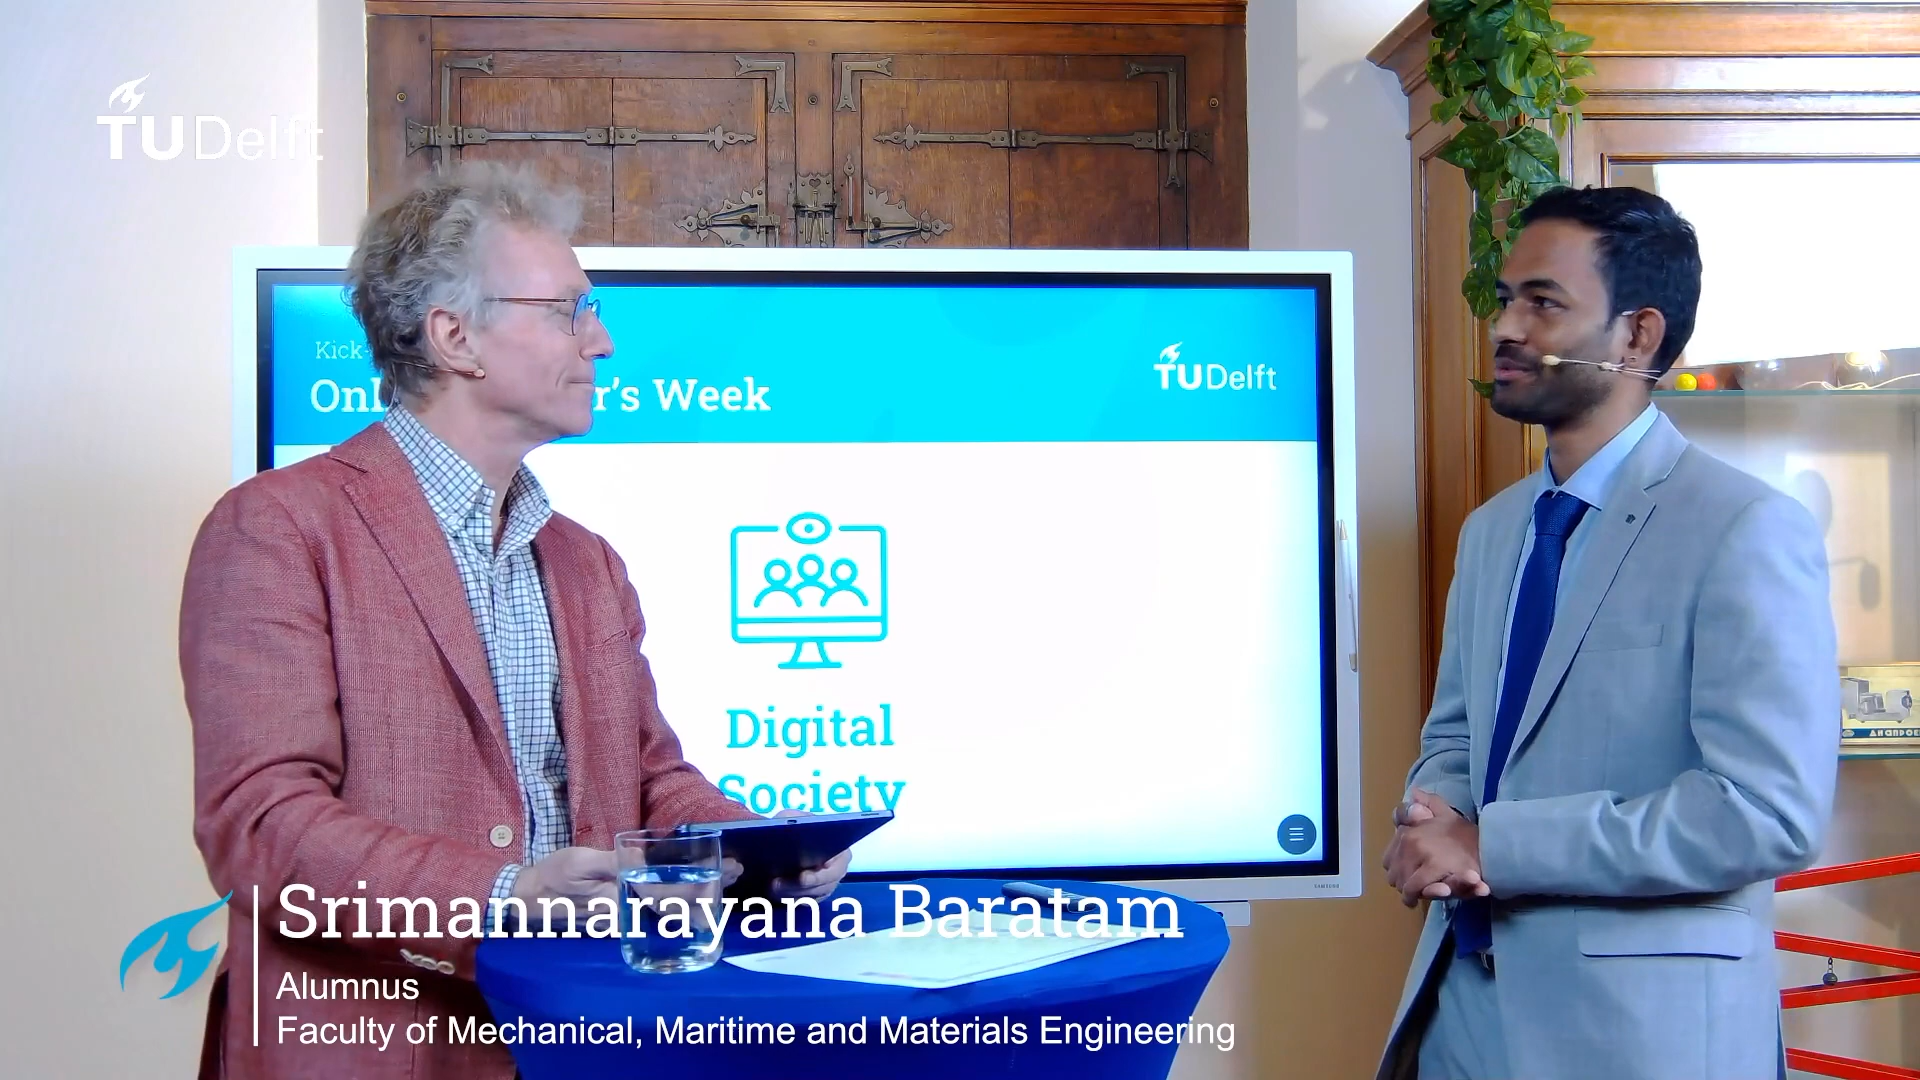 TU Delft
Kick-
TU Delft
Onl r's Week
Digital
Society
SAMSUNG
Srimannarayana Baratam
Alumnus
Faculty of Mechanical, Maritime and Materials Engineering